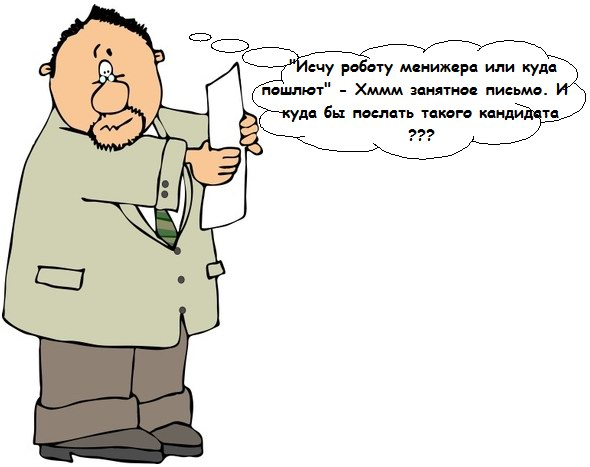 "Исчу роботу менижера или куда
пошлют" - Хммм занятное письмо. И
куда бы послать такого кандидата
???